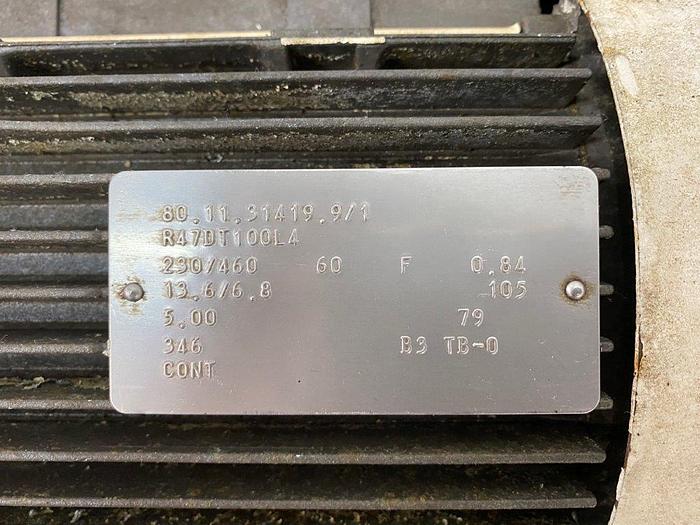 80.11.51419.9/1
R47DT100L4
230/460 60 F 0.84
13.6/6.8 105
5.00 79
346 B3 TB-0
CONT